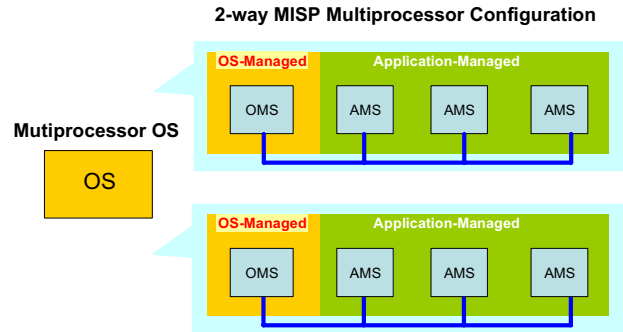 2-way MISP Multiprocessor Configuration
OS-Managed Application-Managed
OMS AMS AMS AMS
Mutiprocessor OS
OS
OS-Managed Application-Managed
OMS AMS AMS AMS